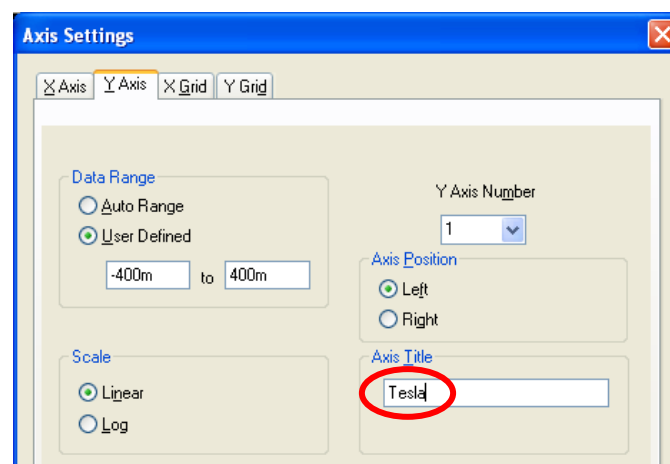 Axis Settings
X Axis Y Axis X Grid Y Grid
Data Range
Auto Range
User Defined
-400m to 400m
Y Axis Number
1
Axis Position
Left
Right
Scale
Linear
Log
Axis Title
Tesla